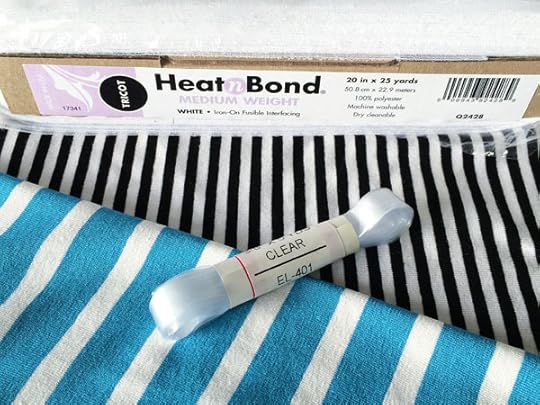 TRICOT
17341
HeatnBond®
MEDIUM WEIGHT
WHITE • Iron-On Fusible Interfacing
20 in x 25 yards
50.8 cm x 22.9 meters
100% polyester
Machine washable
Dry cleanable
Q2428
CLEAR
EL-401